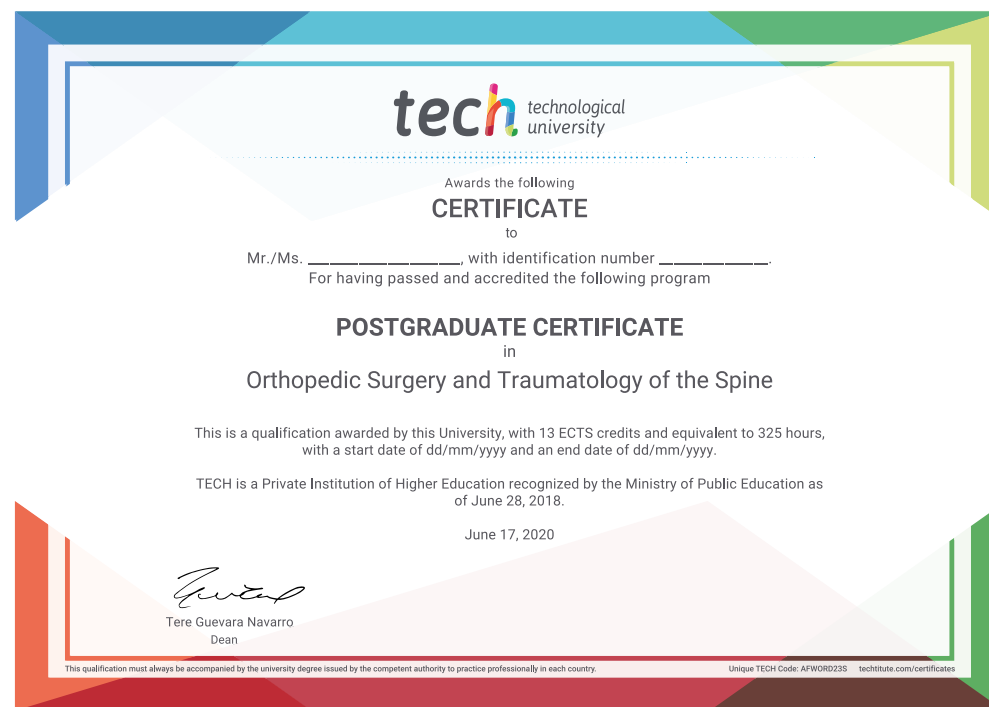 tech technological
university
Awards the following
CERTIFICATE
to
Mr./Ms. ____________________, with identification number ______________.
For having passed and accredited the following program
POSTGRADUATE CERTIFICATE
in
Orthopedic Surgery and Traumatology of the Spine
This is a qualification awarded by this University, with 13 ECTS credits and equivalent to 325 hours,
with a start date of dd/mm/yyyy and an end date of dd/mm/yyyy.
TECH is a Private Institution of Higher Education recognized by the Ministry of Public Education as
of June 28, 2018.
June 17, 2020
Tere Guevara Navarro
Dean
This qualification must always be accompanied by the university degree issued by the competent authority to practice professionally in each country.
Unique TECH Code: AFWORD23S techtitute.com/certificates